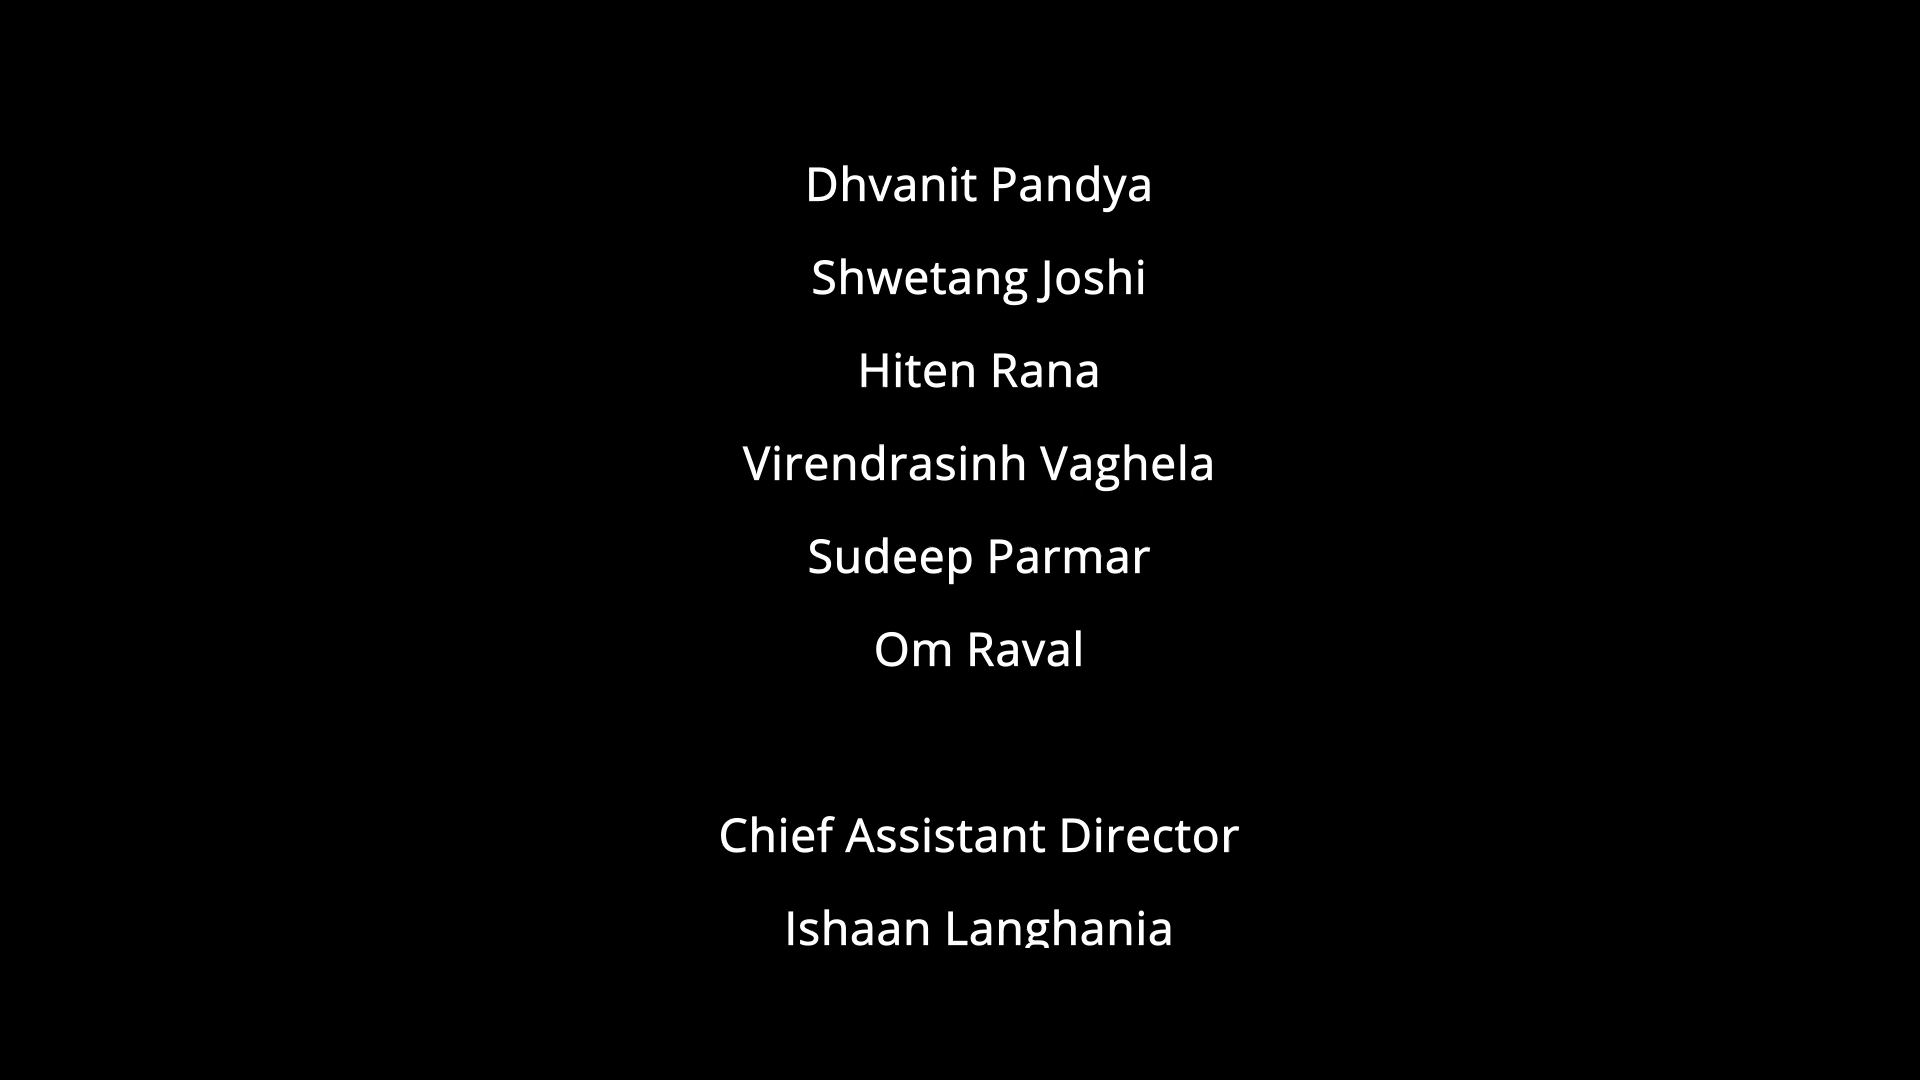 Dhvanit Pandya
Shwetang Joshi
Hiten Rana
Virendrasinh Vaghela
Sudeep Parmar
Om Raval
Chief Assistant Director
Ishaan Langhania